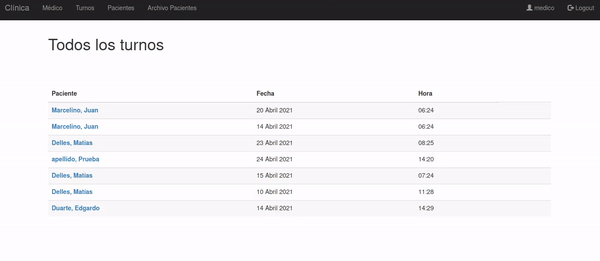 Clínica Médico Turnos Pacientes Archivo Pacientes medico Logout
Todos los turnos
Paciente Fecha Hora
Marcelino, Juan 20 Abril 2021 06:24
Marcelino, Juan 14 Abril 2021 06:24
Delles, Matias 23 Abril 2021 08:25
apellido, Prueba 24 Abril 2021 14:20
Delles, Matias 15 Abril 2021 07:24
Delles, Matias 10 Abril 2021 11:28
Duarte, Edgardo 14 Abril 2021 14:29